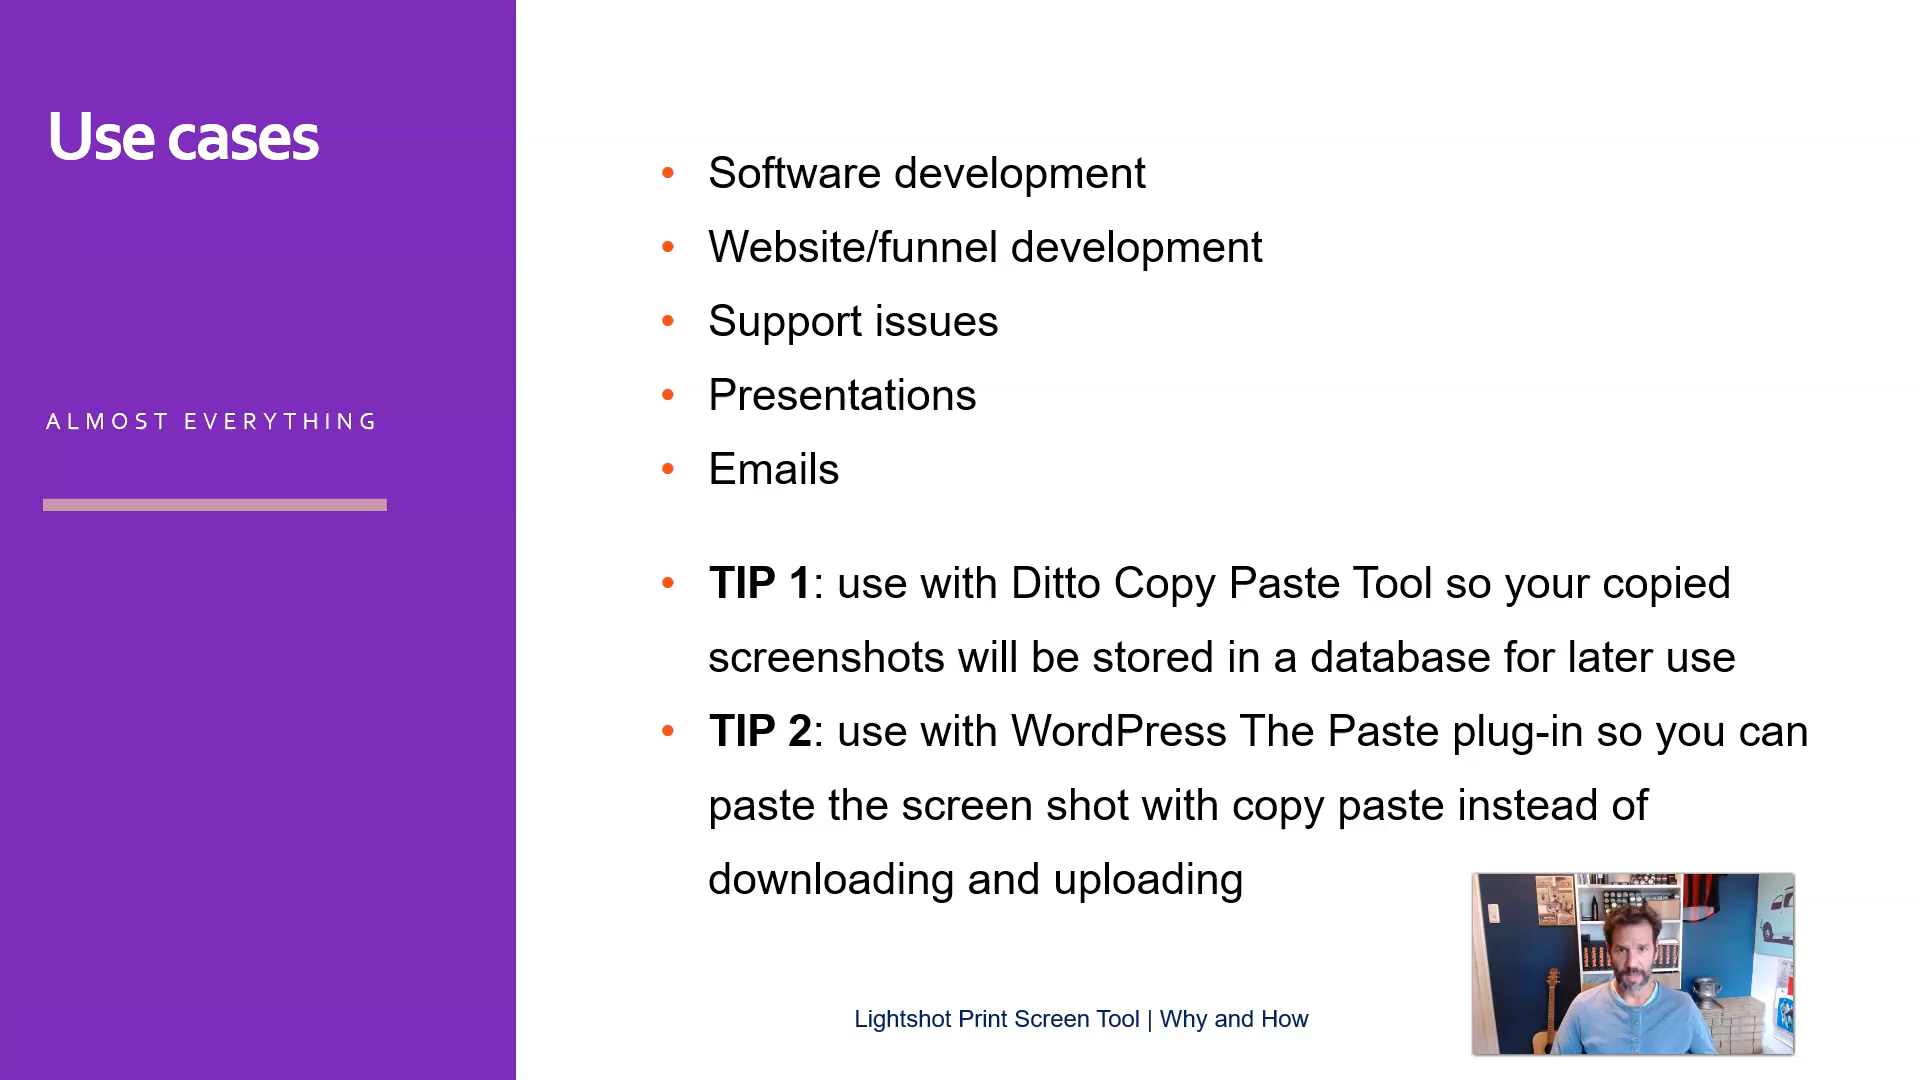 Use cases
ALMOST EVERYTHING
• Software development
• Website/funnel development
• Support issues
• Presentations
• Emails
• TIP 1: use with Ditto Copy Paste Tool so your copied
screenshots will be stored in a database for later use
• TIP 2: use with WordPress The Paste plug-in so you can
paste the screen shot with copy paste instead of
downloading and uploading
Lightshot Print Screen Tool | Why and How